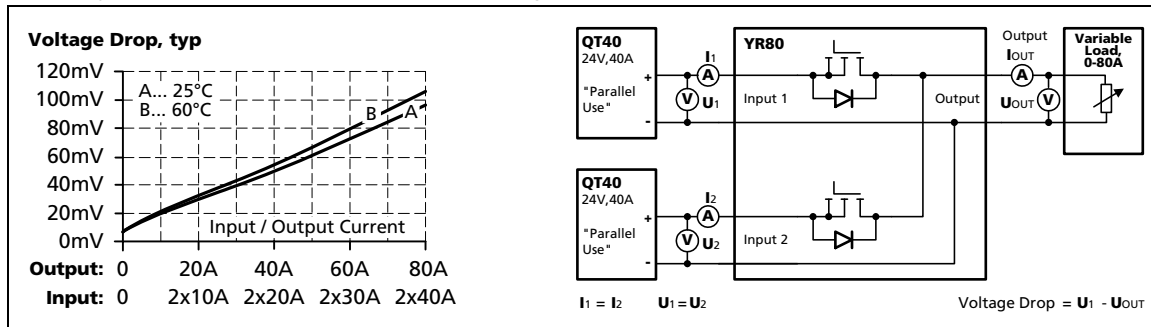 Voltage Drop, typ
120mV
100mV
80mV
60mV
40mV
20mV
0mV
A... 25°C
B... 60°C
B
A
Input / Output Current
Output: 0 20A 40A 60A 80A
Input: 0 2x10A 2x20A 2x30A 2x40A
QT40
24V,40A
"Parallel
Use"
+
-
I1
A
V U1
YR80
Input 1
Output
Output
IOUT
A
UOUT V
Variable
Load,
0-80A
QT40
24V,40A
"Parallel
Use"
+
-
I2
A
V U2
Input 2
I1 = I2 U1 = U2
Voltage Drop = U1 - UOUT